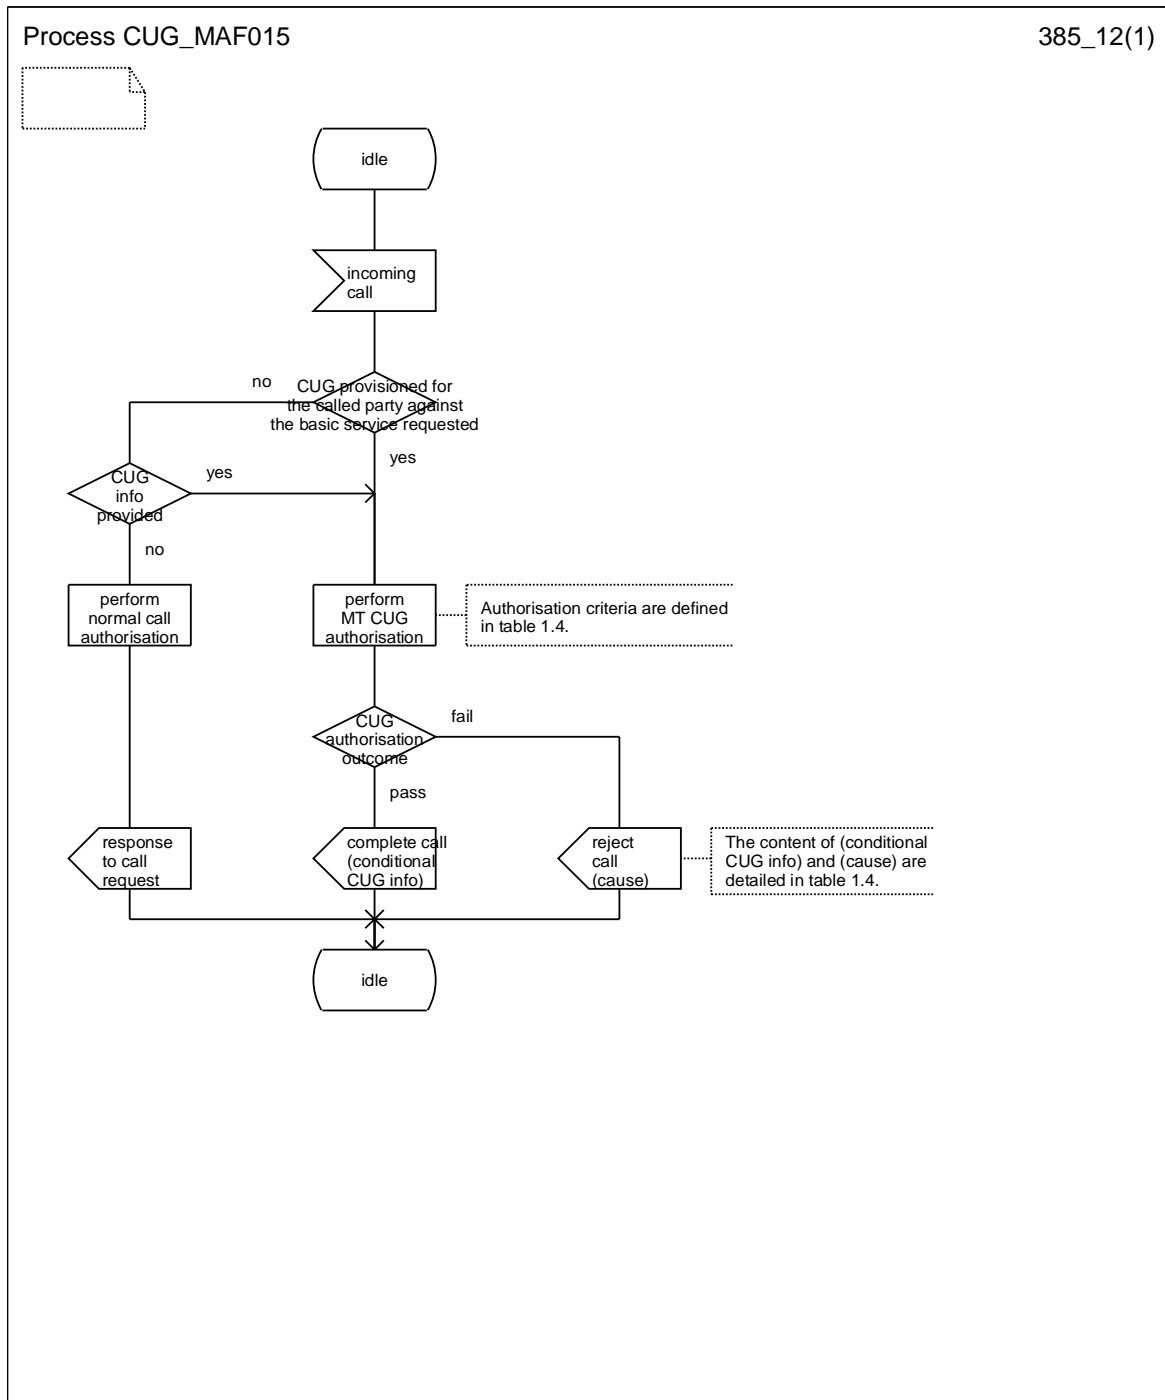 Process CUG_MAF015
385_12(1)
idle
incoming
call
no
CUG provisioned for
the called party against
the basic service requested
yes
CUG
info
provided
yes
no
perform
normal call
authorisation
perform
MT CUG
authorisation
Authorisation criteria are defined
in table 1.4.
CUG
authorisation
outcome
fail
pass
response
to call
request
complete call
(conditional
CUG info)
reject
call
(cause)
The content of (conditional
CUG info) and (cause) are
detailed in table 1.4.
idle